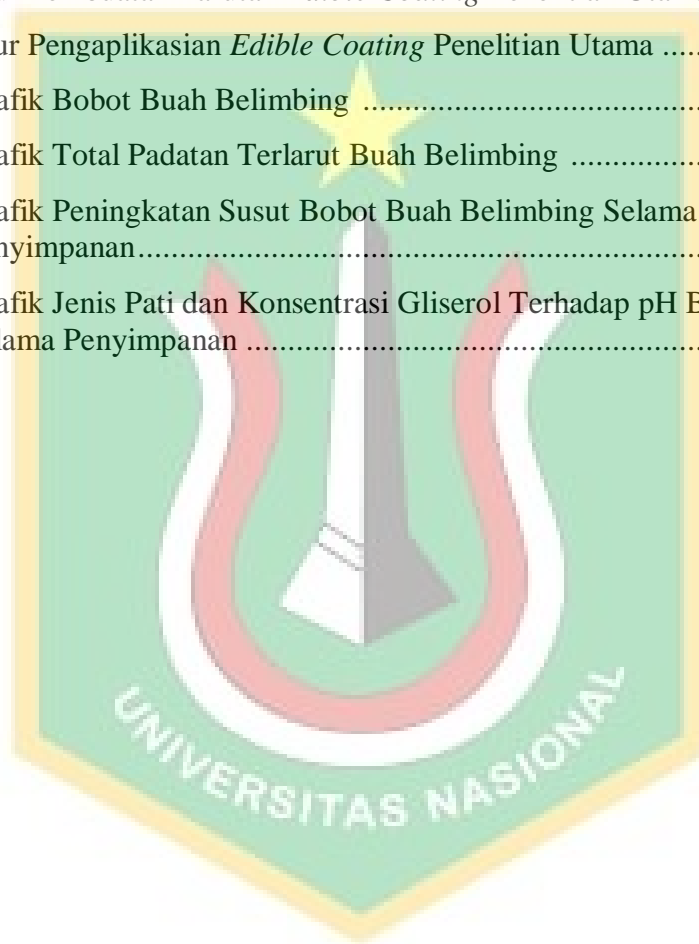 Coating
ur Pengaplikasian Edible Coating Penelitian Utama ......
afik Bobot Buah Belimbing ..........................................
afik Total Padatan Terlarut Buah Belimbing .................
afik Peningkatan Susut Bobot Buah Belimbing Selama
nyimpanan......................................................................
afik Jenis Pati dan Konsentrasi Gliserol Terhadap pH B
lama Penyimpanan ........................................................
UNIVERSITAS NASIONAL